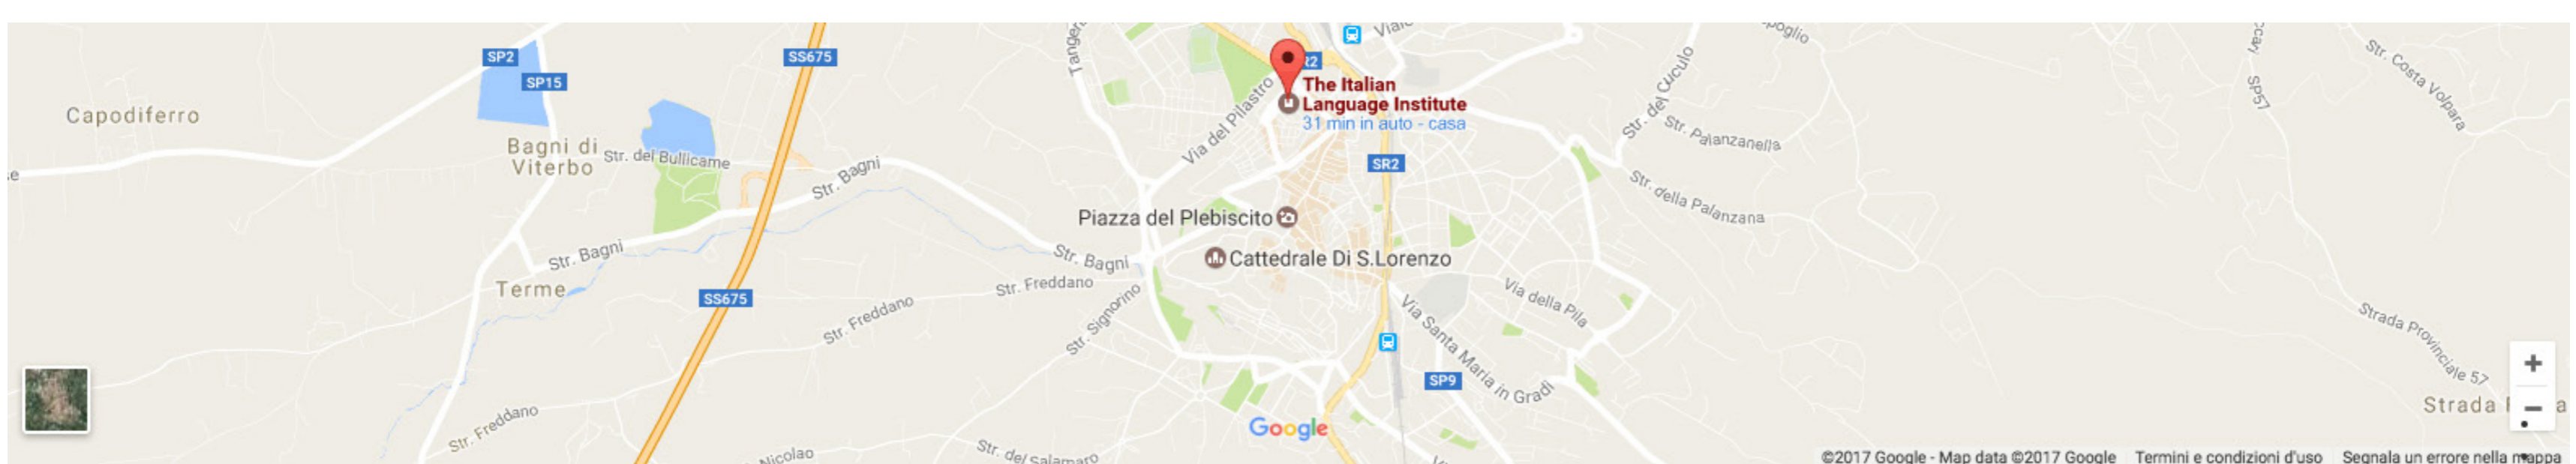 Viale
SP2
SS675
R2
SP15
The Italian
Language Institute
31 min in auto - casa
Capodiferro
Via del Pilastro
Str. del Cuculo
Str. Costa Volpara
SP57
Bagni di
Viterbo
Str. del Bullicame
Str. Bagni
SR2
Str. Palanzanella
Str. della Palanzana
Piazza del Plebiscito
Str. Bagni
Str. Bagni
Cattedrale Di S.Lorenzo
Terme
SS675
Str. Freddano
Str. Freddano
Str. Signorino
Via della Pila
Via Santa Maria in Gradi
SP9
Strada Provinciale 57
Str. Freddano
Strada
Google
Nicolao
Str. del Salamaro
©2017 Google - Map data ©2017 Google Termini e condizioni d'uso Segnala un errore nella mappa